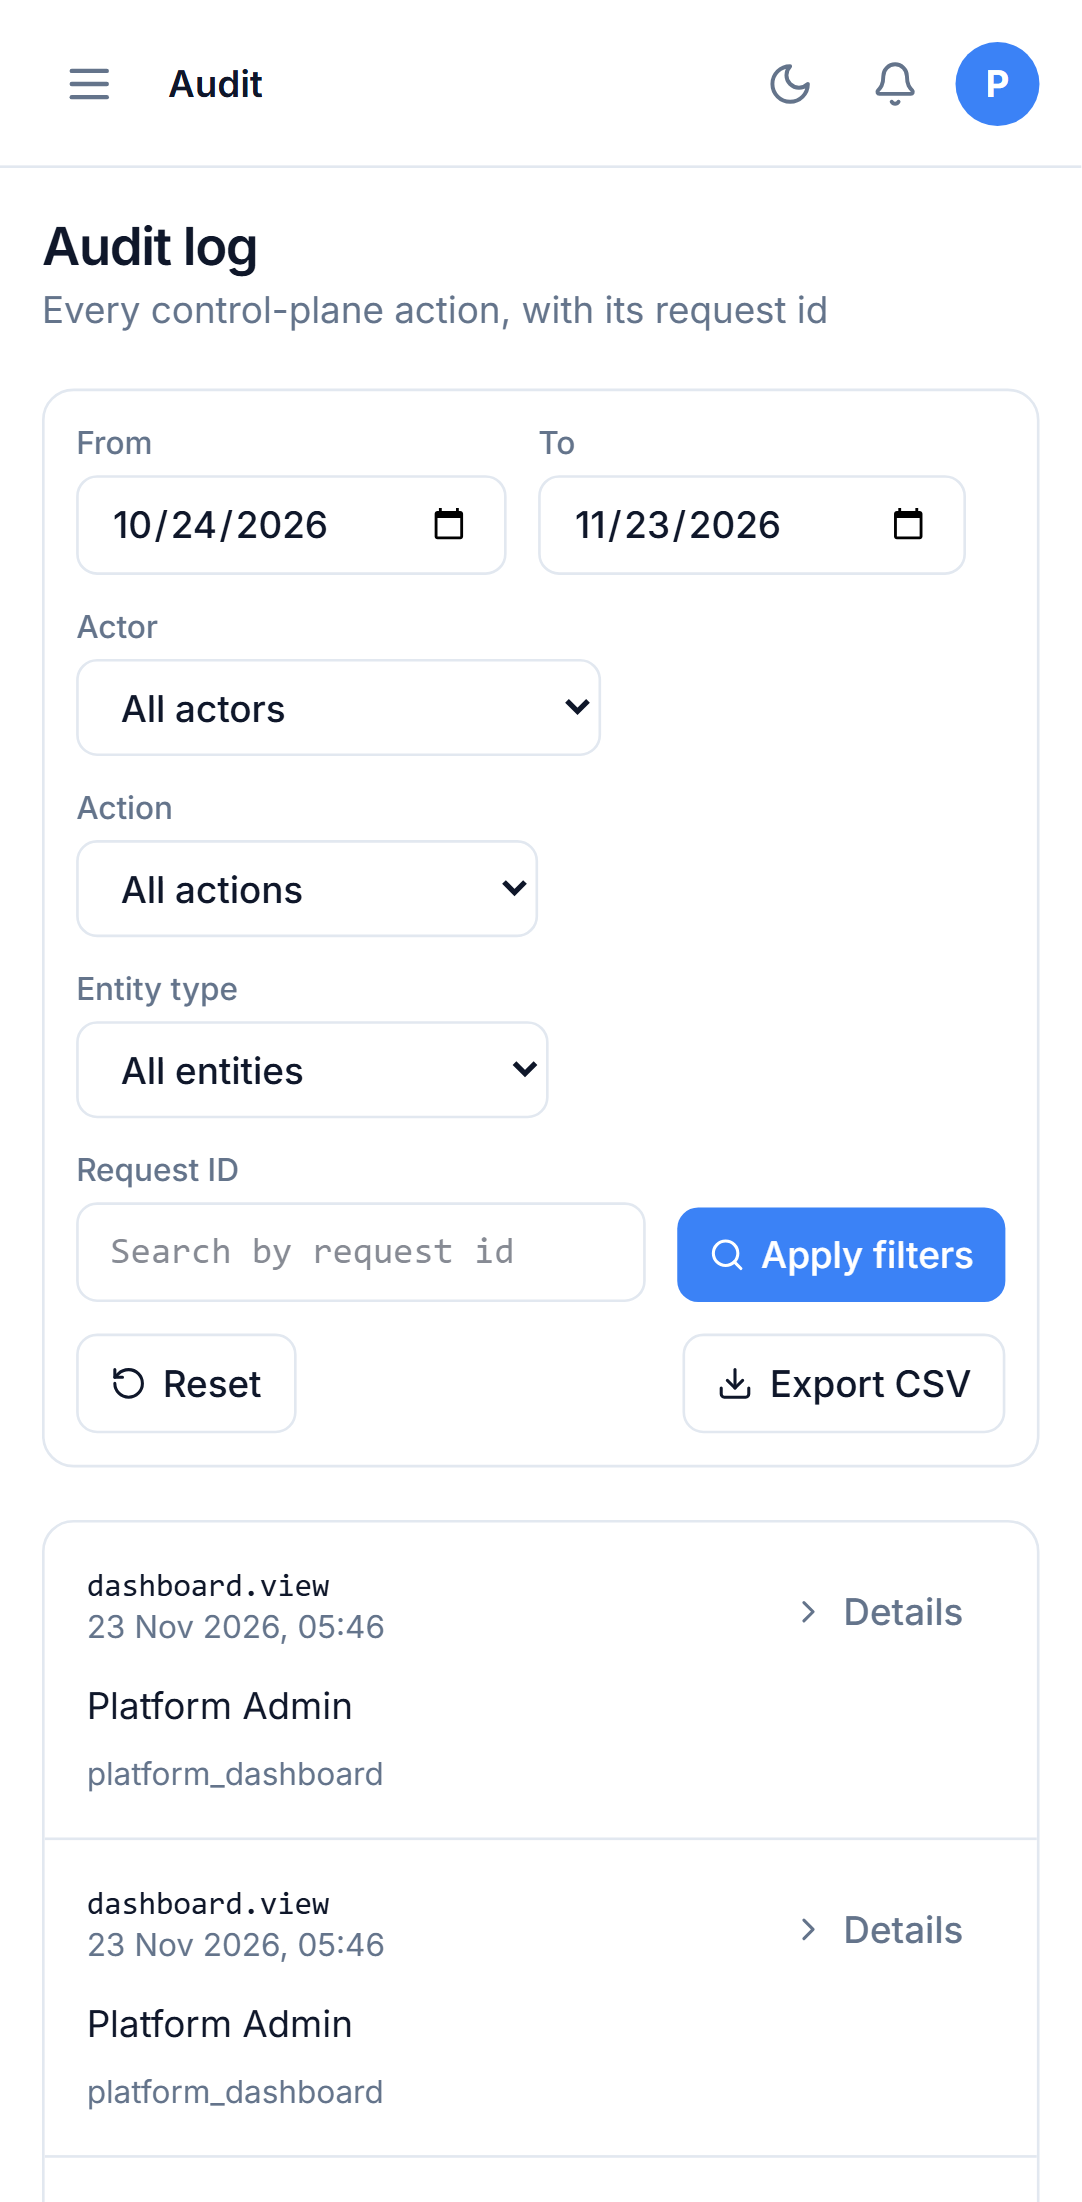 Audit
P
Audit log
Every control-plane action, with its request id
From To
10/24/2026 11/23/2026
Actor
All actors
Action
All actions
Entity type
All entities
Request ID
Search by request id Apply filters
Reset Export CSV
dashboard.view
23 Nov 2026, 05:46
Details
Platform Admin
platform_dashboard
dashboard.view
23 Nov 2026, 05:46
Details
Platform Admin
platform_dashboard